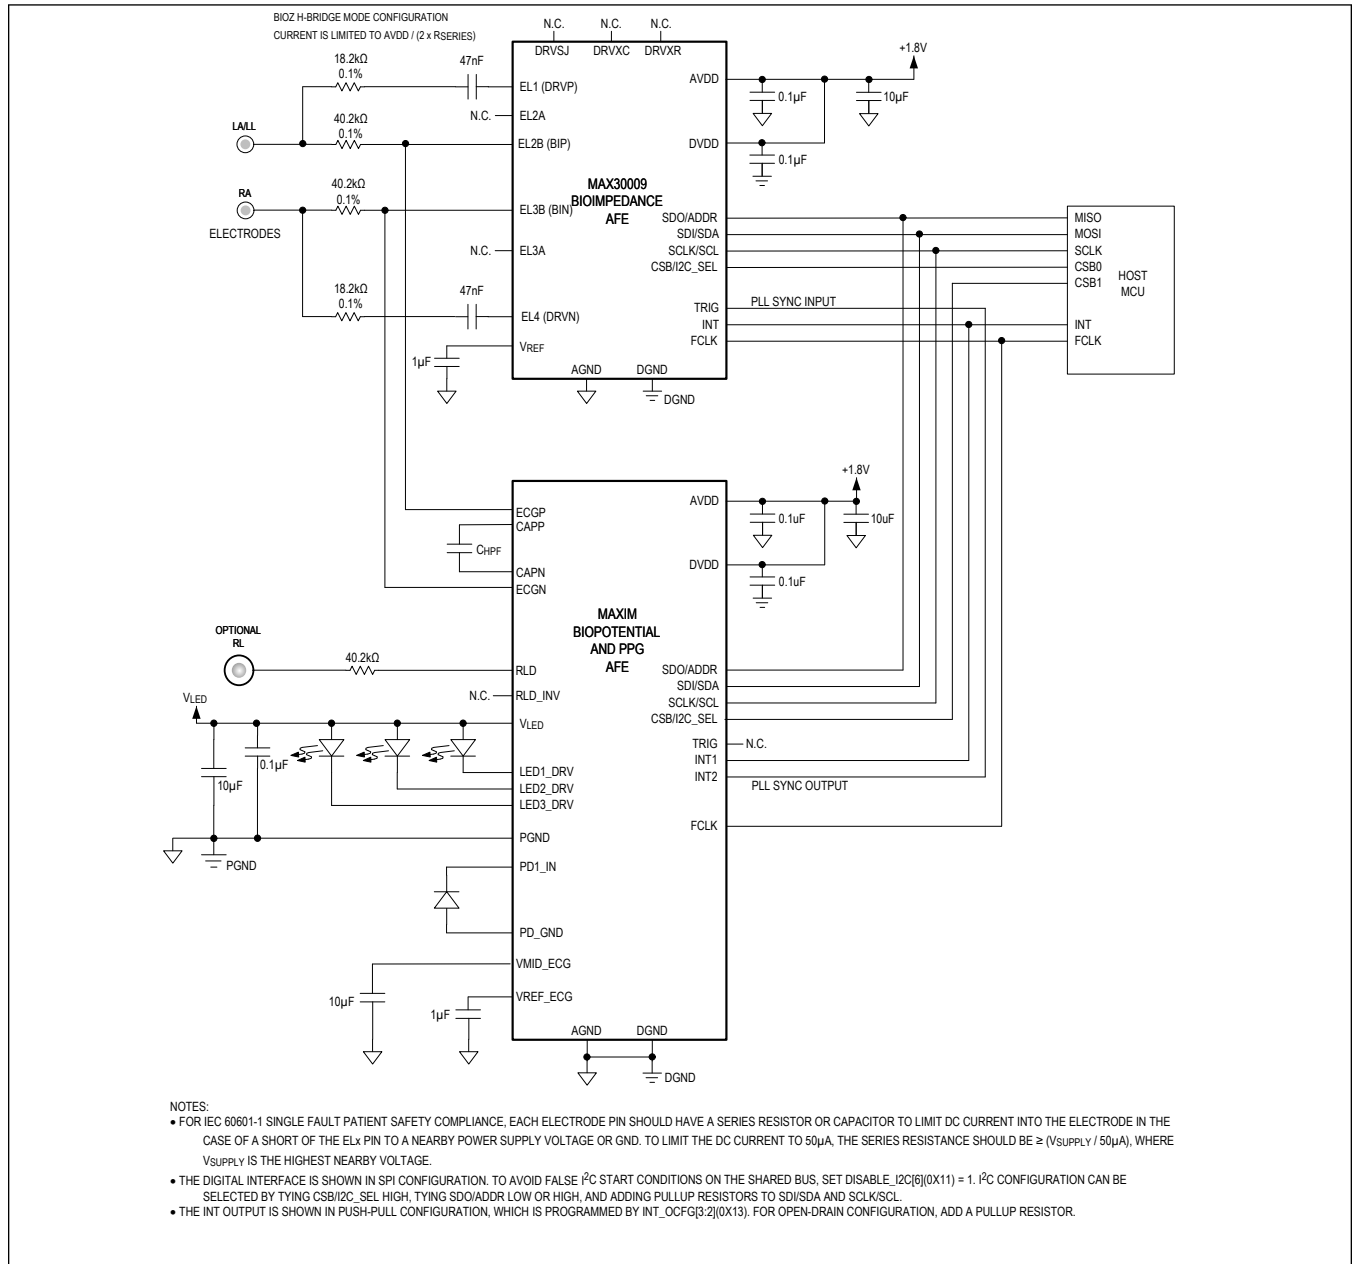 BIOZ H-BRIDGE MODE CONFIGURATION
CURRENT IS LIMITED TO AVDD / (2 x RSERIES)
N.C.
N.C.
N.C.
DRVSJ
DRVXC
DRVXR
+1.8V
18.2kΩ
0.1%
47nF
EL1 (DRVP)
AVDD
0.1µF
10µF
N.C.
EL2A
LA/LL
40.2kΩ
0.1%
EL2B (BIP)
DVDD
0.1µF
MAX30009
BIOIMPEDANCE
AFE
RA
40.2kΩ
0.1%
EL3B (BIN)
ELECTRODES
N.C.
EL3A
SDO/ADDR
SDI/SDA
SCLK/SCL
CSB/I2C_SEL
MISO
MOSI
SCLK
CSB0
CSB1
HOST
MCU
18.2kΩ
0.1%
47nF
EL4 (DRVN)
TRIG
PLL SYNC INPUT
INT
FCLK
INT
FCLK
VREF
1µF
AGND
DGND
DGND
+1.8V
AVDD
0.1uF
10uF
ECGP
CAPP
CHPF
CAPN
ECGN
DVDD
0.1uF
MAXIM
BIOPOTENTIAL
AND PPG
AFE
OPTIONAL
RL
40.2kΩ
RLD
N.C.
RLD_INV
SDO/ADDR
SDI/SDA
SCLK/SCL
CSB/I2C_SEL
VLED
VLED
TRIG
N.C.
INT1
INT2
PLL SYNC OUTPUT
10µF
0.1µF
LED1_DRV
LED2_DRV
LED3_DRV
FCLK
PGND
PGND
PD1_IN
PD_GND
VMID_ECG
10µF
VREF_ECG
1µF
AGND
DGND
DGND
NOTES:
• FOR IEC 60601-1 SINGLE FAULT PATIENT SAFETY COMPLIANCE, EACH ELECTRODE PIN SHOULD HAVE A SERIES RESISTOR OR CAPACITOR TO LIMIT DC CURRENT INTO THE ELECTRODE IN THE
CASE OF A SHORT OF THE ELx PIN TO A NEARBY POWER SUPPLY VOLTAGE OR GND. TO LIMIT THE DC CURRENT TO 50µA, THE SERIES RESISTANCE SHOULD BE ≥ (VSUPPLY / 50µA), WHERE
VSUPPLY IS THE HIGHEST NEARBY VOLTAGE.
• THE DIGITAL INTERFACE IS SHOWN IN SPI CONFIGURATION. TO AVOID FALSE I²C START CONDITIONS ON THE SHARED BUS, SET DISABLE_I2C[6](0X11) = 1. I²C CONFIGURATION CAN BE
SELECTED BY TYING CSB/I2C_SEL HIGH, TYING SDO/ADDR LOW OR HIGH, AND ADDING PULLUP RESISTORS TO SDI/SDA AND SCLK/SCL.
• THE INT OUTPUT IS SHOWN IN PUSH-PULL CONFIGURATION, WHICH IS PROGRAMMED BY INT_OCFG[3:2](0X13). FOR OPEN-DRAIN CONFIGURATION, ADD A PULLUP RESISTOR.